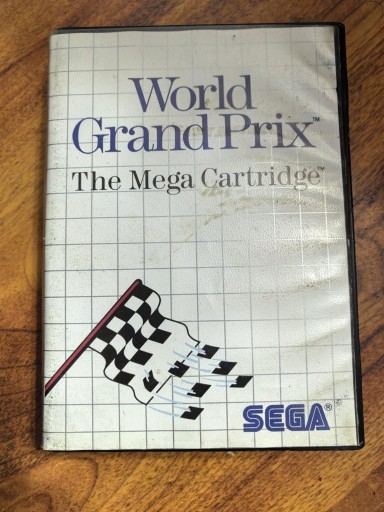 World
Grand Prix™
The Mega Cartridge™
SEGA®